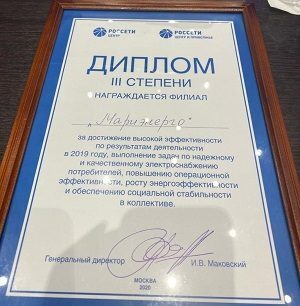 РОССЕТИ
ЦЕНТР
РОССЕТИ
ЦЕНТР И ПРИВОЛЖЬЕ
ДИПЛОМ
III СТЕПЕНИ
НАГРАЖДАЕТСЯ ФИЛИАЛ
„Мариэнерго"
за достижение высокой эффективности
по результатам деятельности
в 2019 году, выполнение задач по надежному
и качественному электроснабжению
потребителей, повышению операционной
эффективности, росту энергоэффективности
и обеспечению социальной стабильности
в коллективе.
Генеральный директор И.В. Маковский
МОСКВА
2020